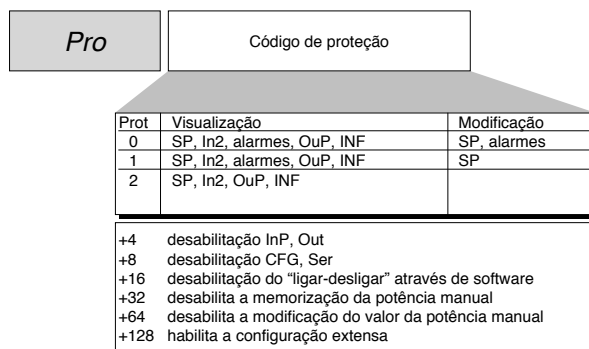 Pro
Código de proteção
Prot Visualização Modificação
0 SP, In2, alarmes, OuP, INF SP, alarmes
1 SP, In2, alarmes, OuP, INF SP
2 SP, In2, OuP, INF
+4 desabilitação InP, Out
+8 desabilitação CFG, Ser
+16 desabilitação do “ligar-desligar” através de software
+32 desabilita a memorização da potência manual
+64 desabilita a modificação do valor da potência manual
+128 habilita a configuração extensa